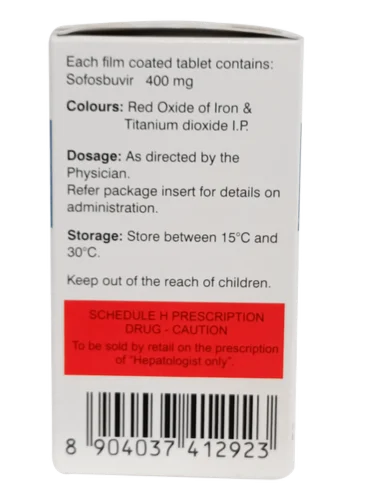 Each film coated tablet contains:
Sofosbuvir 400 mg
Colours: Red Oxide of Iron &
Titanium dioxide I.P.
Dosage: As directed by the
Physician.
Refer package insert for details on
administration.
Storage: Store between 15°C and
30°C.
Keep out of the reach of children.
SCHEDULE H PRESCRIPTION
DRUG - CAUTION
To be sold by retail on the prescription
of "Hepatologist only".
8 904037 412923